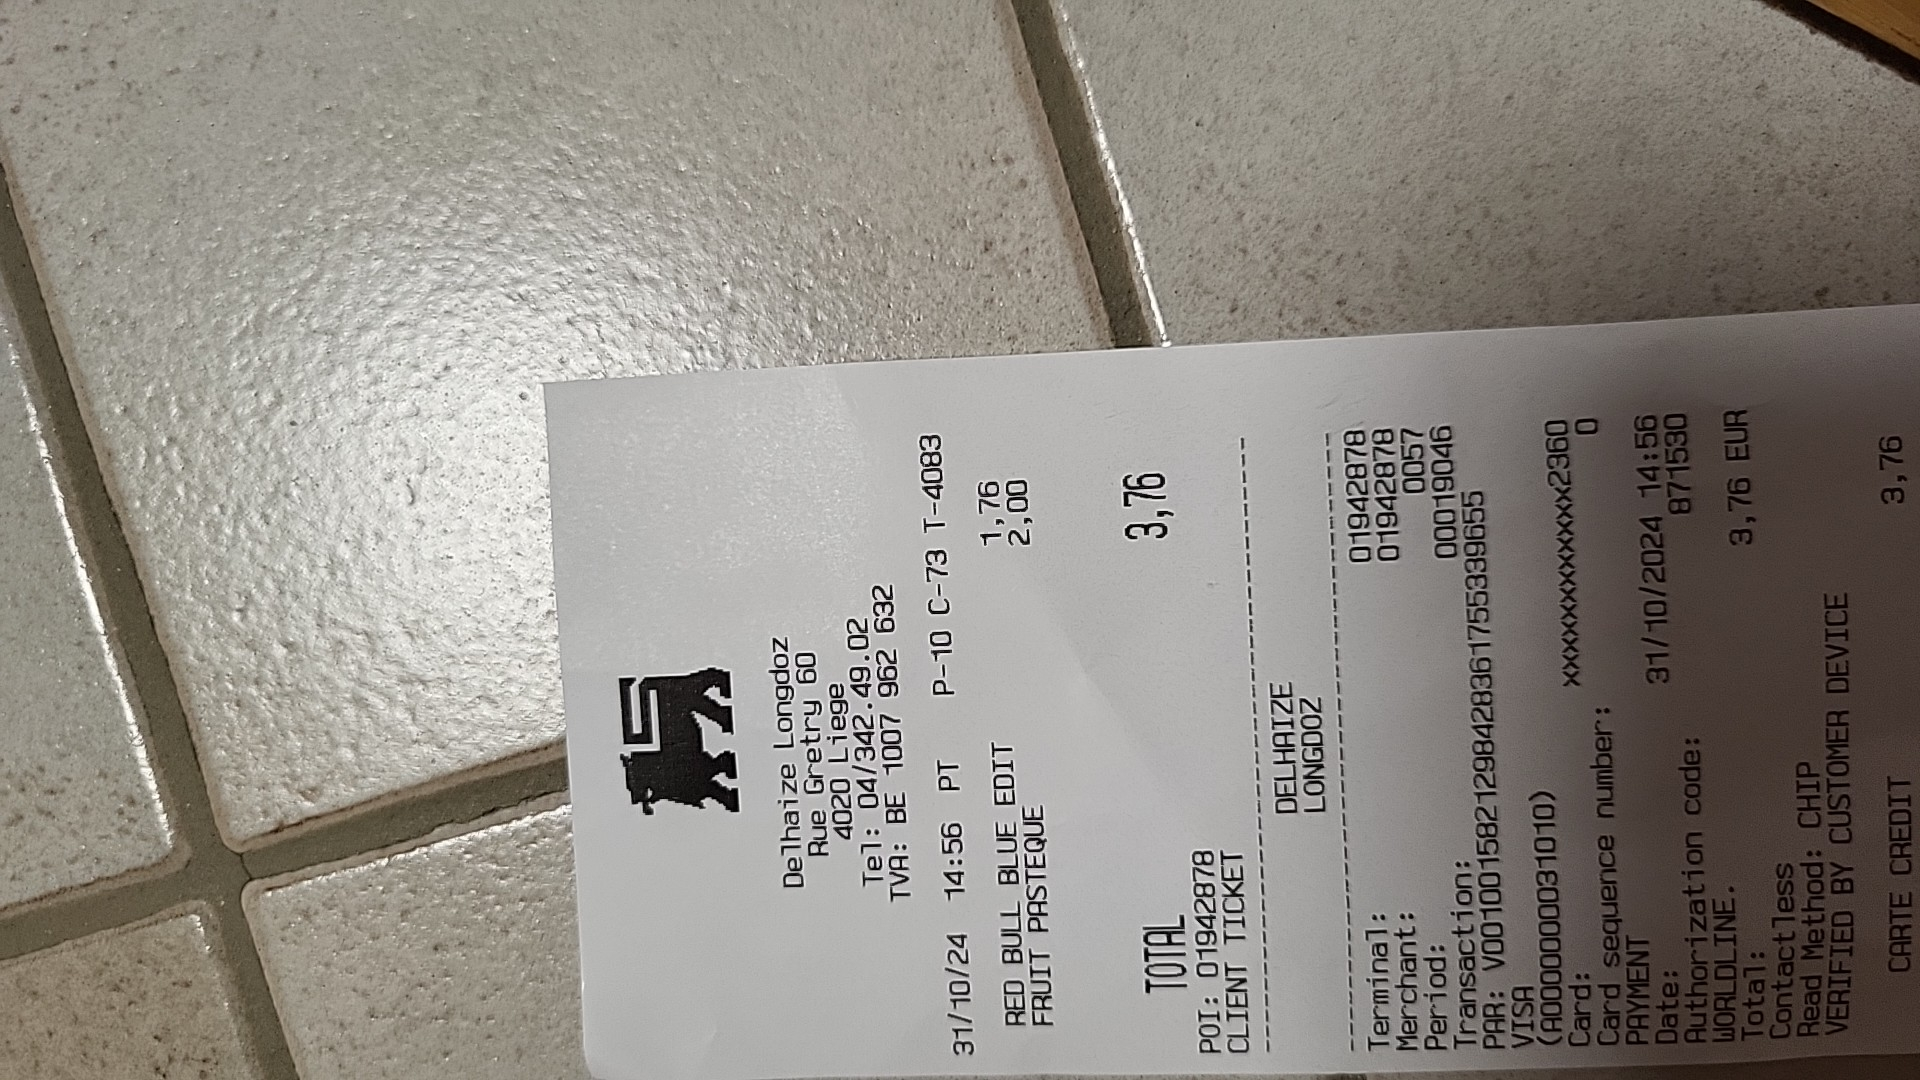 Delhaize Longdoz
Rue Gretry 60
4020 Liege
Tel: 04/342.49.02
TVA: BE 1007 962 632
31/10/24 14:56 PT P-10 C-73 T-4083
RED BULL BLUE EDIT 1,76
FRUIT PASTEQUE 2,00
TOTAL 3,76
POI: 01942878
CLIENT TICKET
--------------------------------
DELHAIZE
LONGDOZ
--------------------------------
Terminal: 01942878
Merchant: 01942878
Period: 0057
Transaction: 00019046
PAR: V0010015821298428361755339655
VISA
(A0000000031010)
Card: xxxxxxxxxxxx2360
Card sequence number: 0
PAYMENT
Date: 31/10/2024 14:56
Authorization code: 871530
WORLDLINE.
Total: 3,76 EUR
Contactless
Read Method: CHIP
VERIFIED BY CUSTOMER DEVICE
CARTE CREDIT 3,76